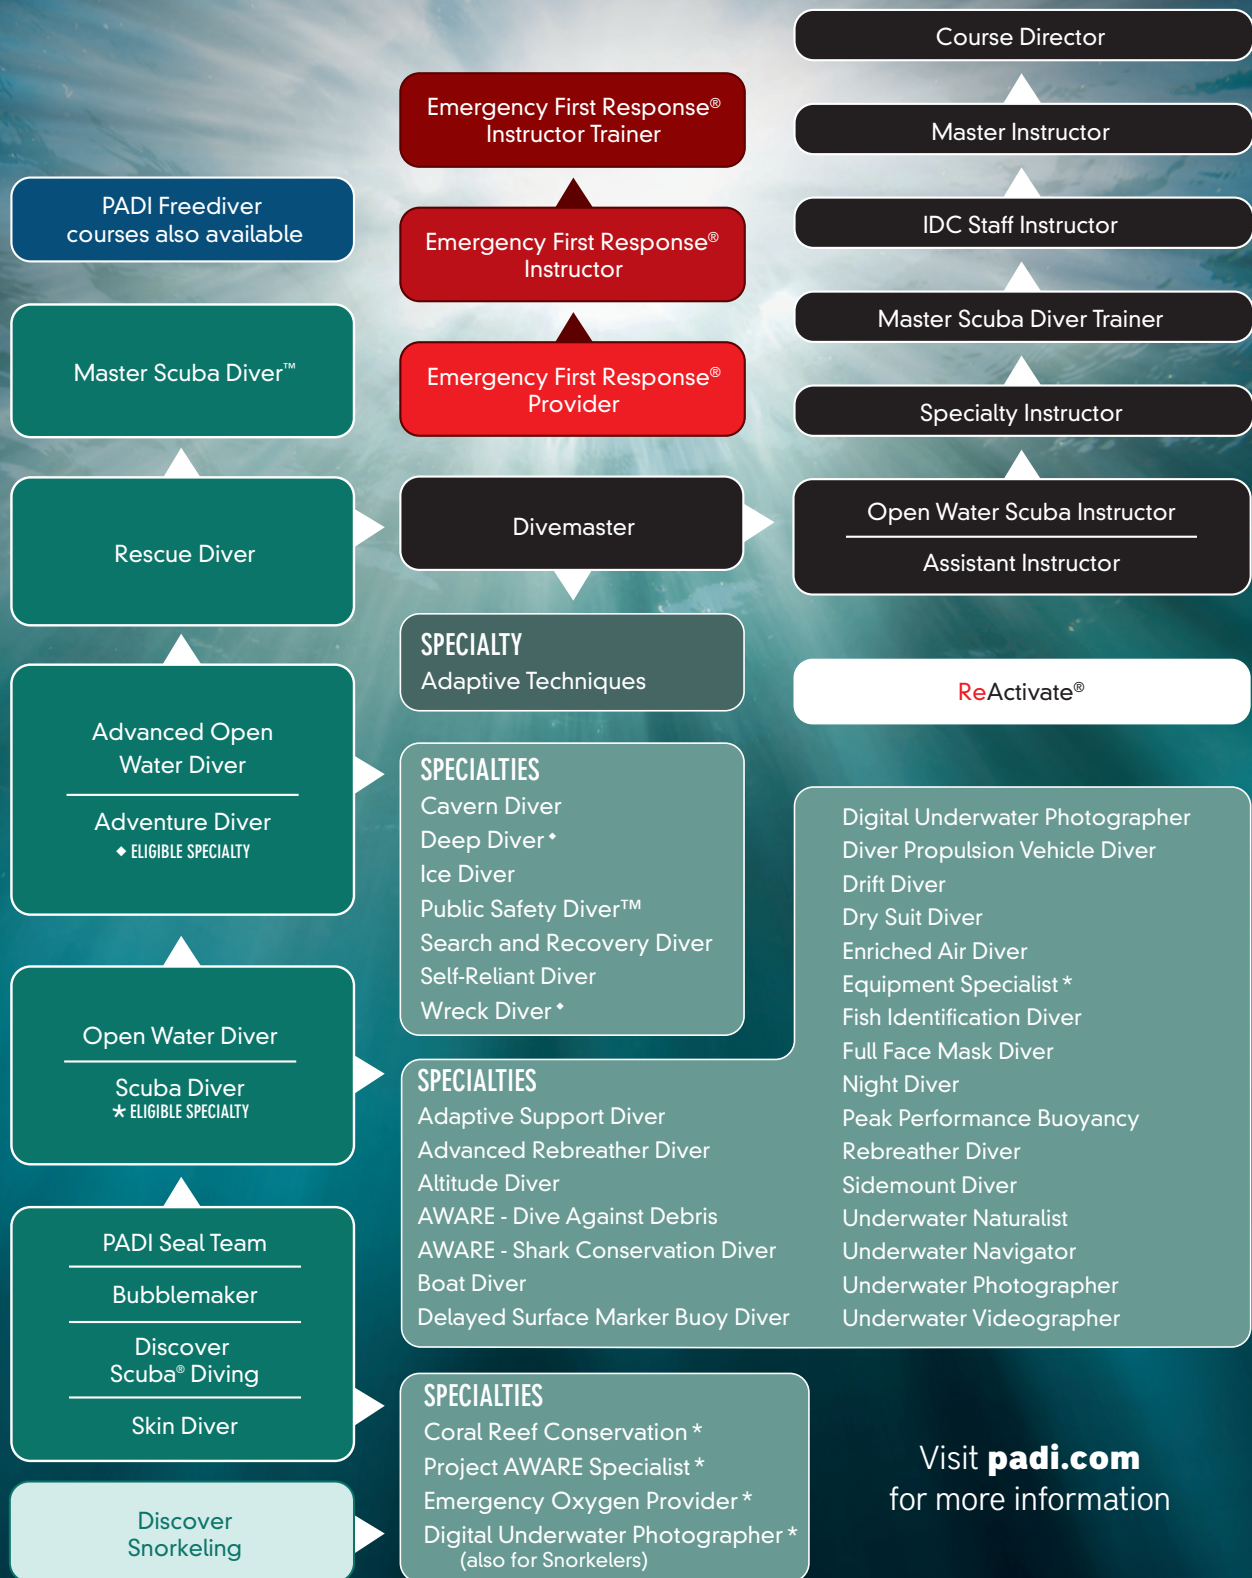 Course Director
Master Instructor
IDC Staff Instructor
Master Scuba Diver Trainer
Specialty Instructor
Open Water Scuba Instructor
Assistant Instructor
Emergency First Response®
Instructor Trainer
Emergency First Response®
Instructor
Emergency First Response®
Provider
PADI Freediver
courses also available
Master Scuba Diver™
Rescue Diver
Divemaster
SPECIALTY
Adaptive Techniques
ReActivate®
Advanced Open
Water Diver
Adventure Diver
◆ ELIGIBLE SPECIALTY
SPECIALTIES
Cavern Diver
Deep Diver ◆
Ice Diver
Public Safety Diver™
Search and Recovery Diver
Self-Reliant Diver
Wreck Diver ◆
Open Water Diver
Scuba Diver
★ ELIGIBLE SPECIALTY
SPECIALTIES
Adaptive Support Diver
Advanced Rebreather Diver
Altitude Diver
AWARE - Dive Against Debris
AWARE - Shark Conservation Diver
Boat Diver
Delayed Surface Marker Buoy Diver
Digital Underwater Photographer
Diver Propulsion Vehicle Diver
Drift Diver
Dry Suit Diver
Enriched Air Diver
Equipment Specialist *
Fish Identification Diver
Full Face Mask Diver
Night Diver
Peak Performance Buoyancy
Rebreather Diver
Sidemount Diver
Underwater Naturalist
Underwater Navigator
Underwater Photographer
Underwater Videographer
PADI Seal Team
Bubblemaker
Discover
Scuba® Diving
Skin Diver
Discover
Snorkeling
SPECIALTIES
Coral Reef Conservation *
Project AWARE Specialist *
Emergency Oxygen Provider *
Digital Underwater Photographer *
(also for Snorkelers)
Visit padi.com
for more information